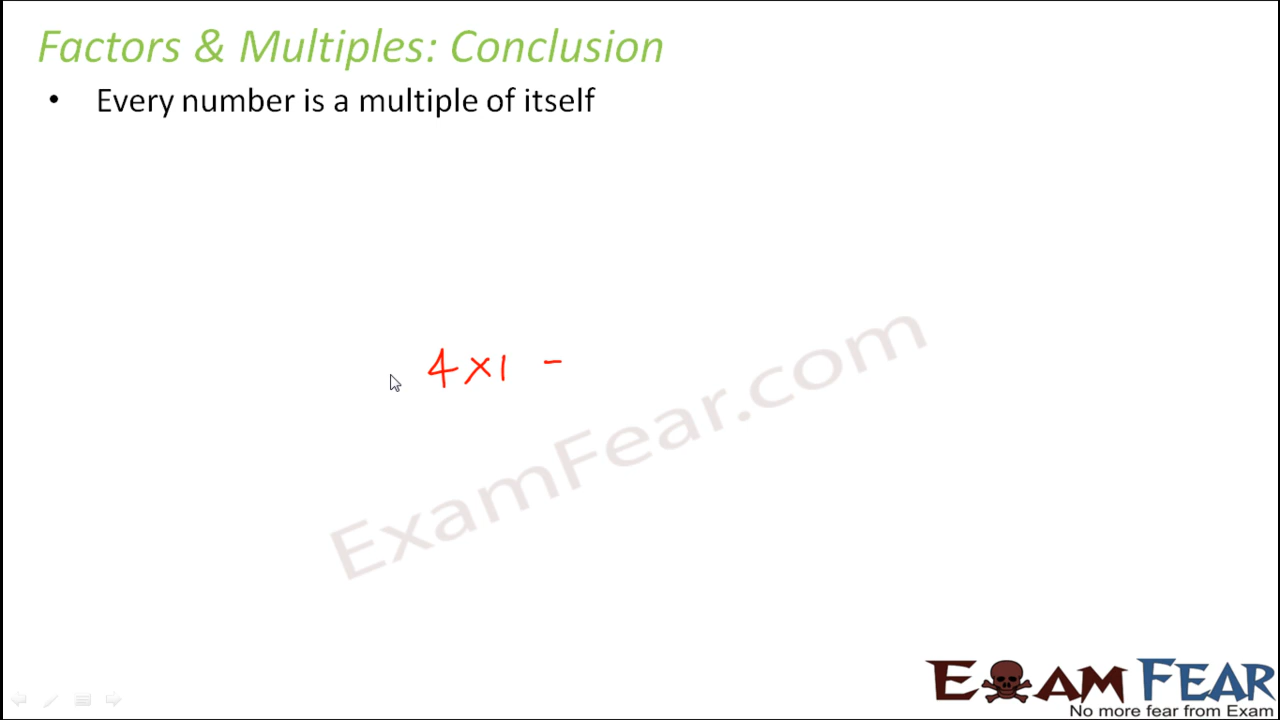 Factors & Multiples: Conclusion
• Every number is a multiple of itself
4×1 -
ExamFear.com
EXAM FEAR
No more fear from Exam